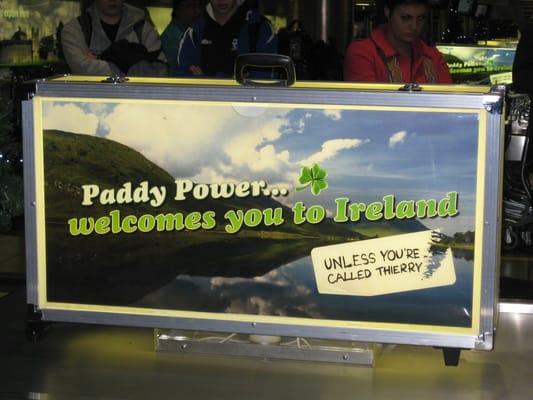 Paddy Power...
welcomes you to Ireland
UNLESS YOU'RE
CALLED THIERRY